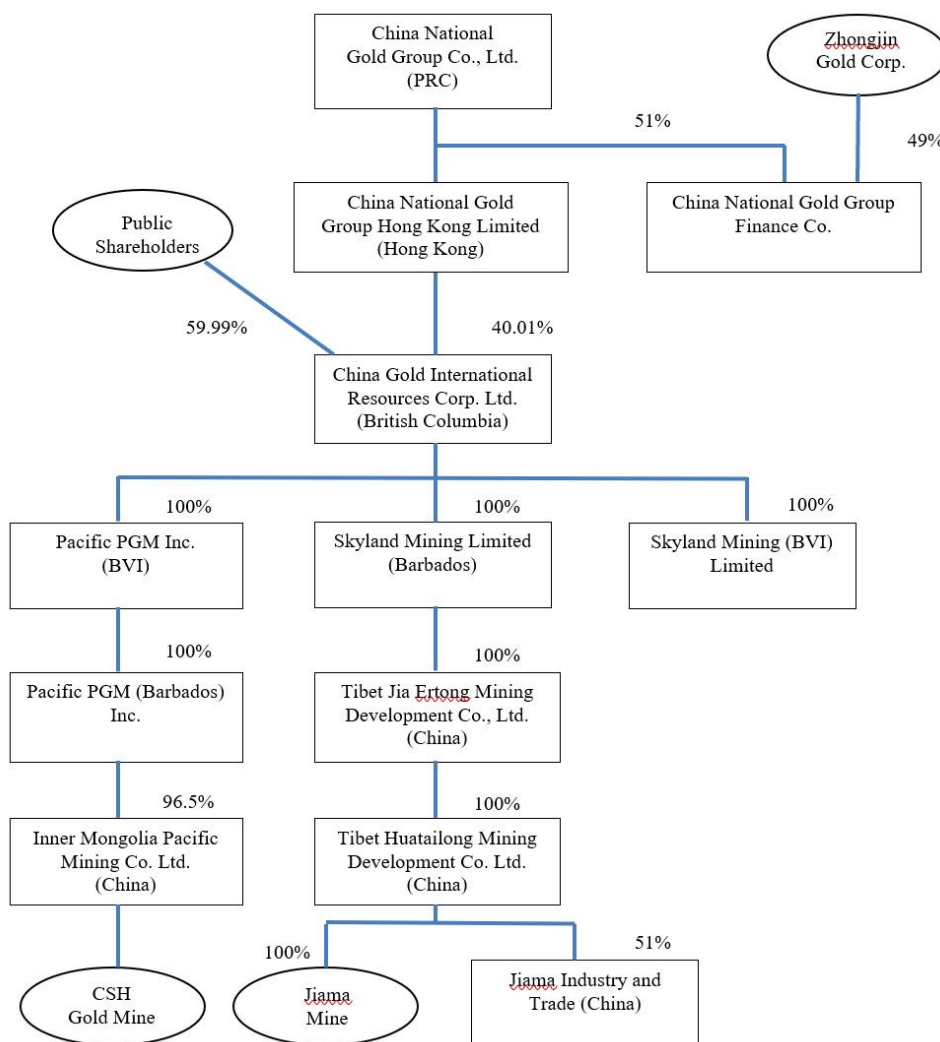 China National
Gold Group Co., Ltd.
(PRC)
Zhongjin
Gold Corp.
51%
49%
China National Gold
Group Hong Kong Limited
(Hong Kong)
China National Gold Group
Finance Co.
Public
Shareholders
59.99%
40.01%
China Gold International
Resources Corp. Ltd.
(British Columbia)
100%
100%
100%
Pacific PGM Inc.
(BVI)
Skyland Mining Limited
(Barbados)
Skyland Mining (BVI)
Limited
100%
100%
Pacific PGM (Barbados)
Inc.
Tibet Jia Ertong Mining
Development Co., Ltd.
(China)
96.5%
100%
Inner Mongolia Pacific
Mining Co. Ltd.
(China)
Tibet Huatailong Mining
Development Co. Ltd.
(China)
100%
51%
CSH
Gold Mine
Jiama
Mine
Jiama Industry and
Trade (China)